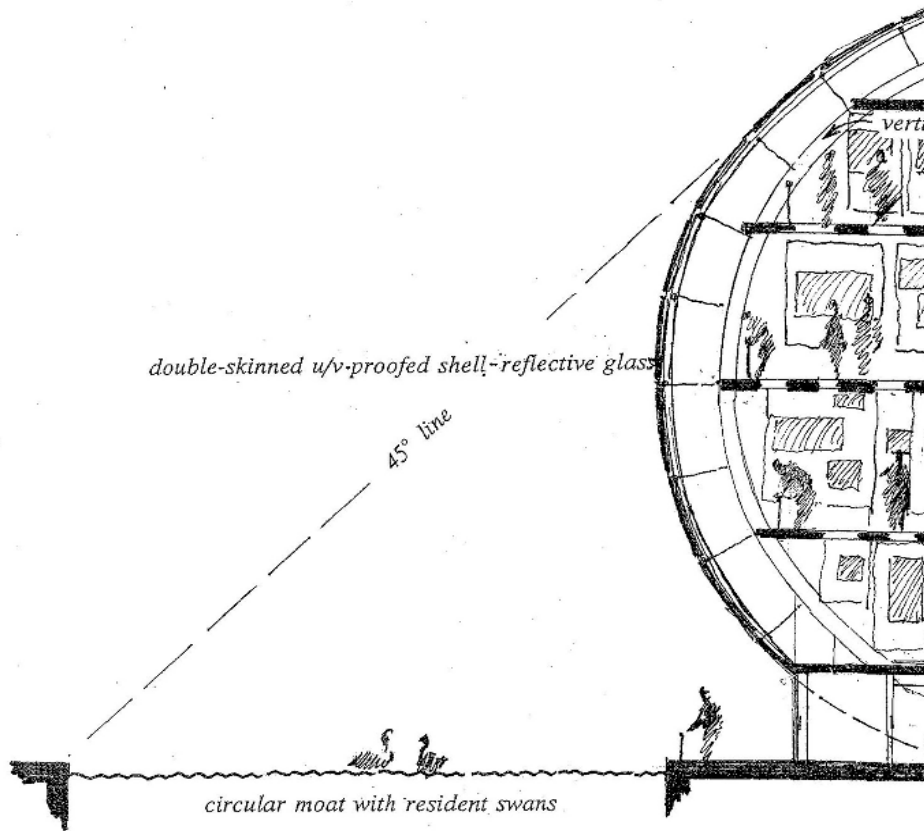 double-skinned u/v-proofed shell-reflective glass
45° line
circular moat with resident swans